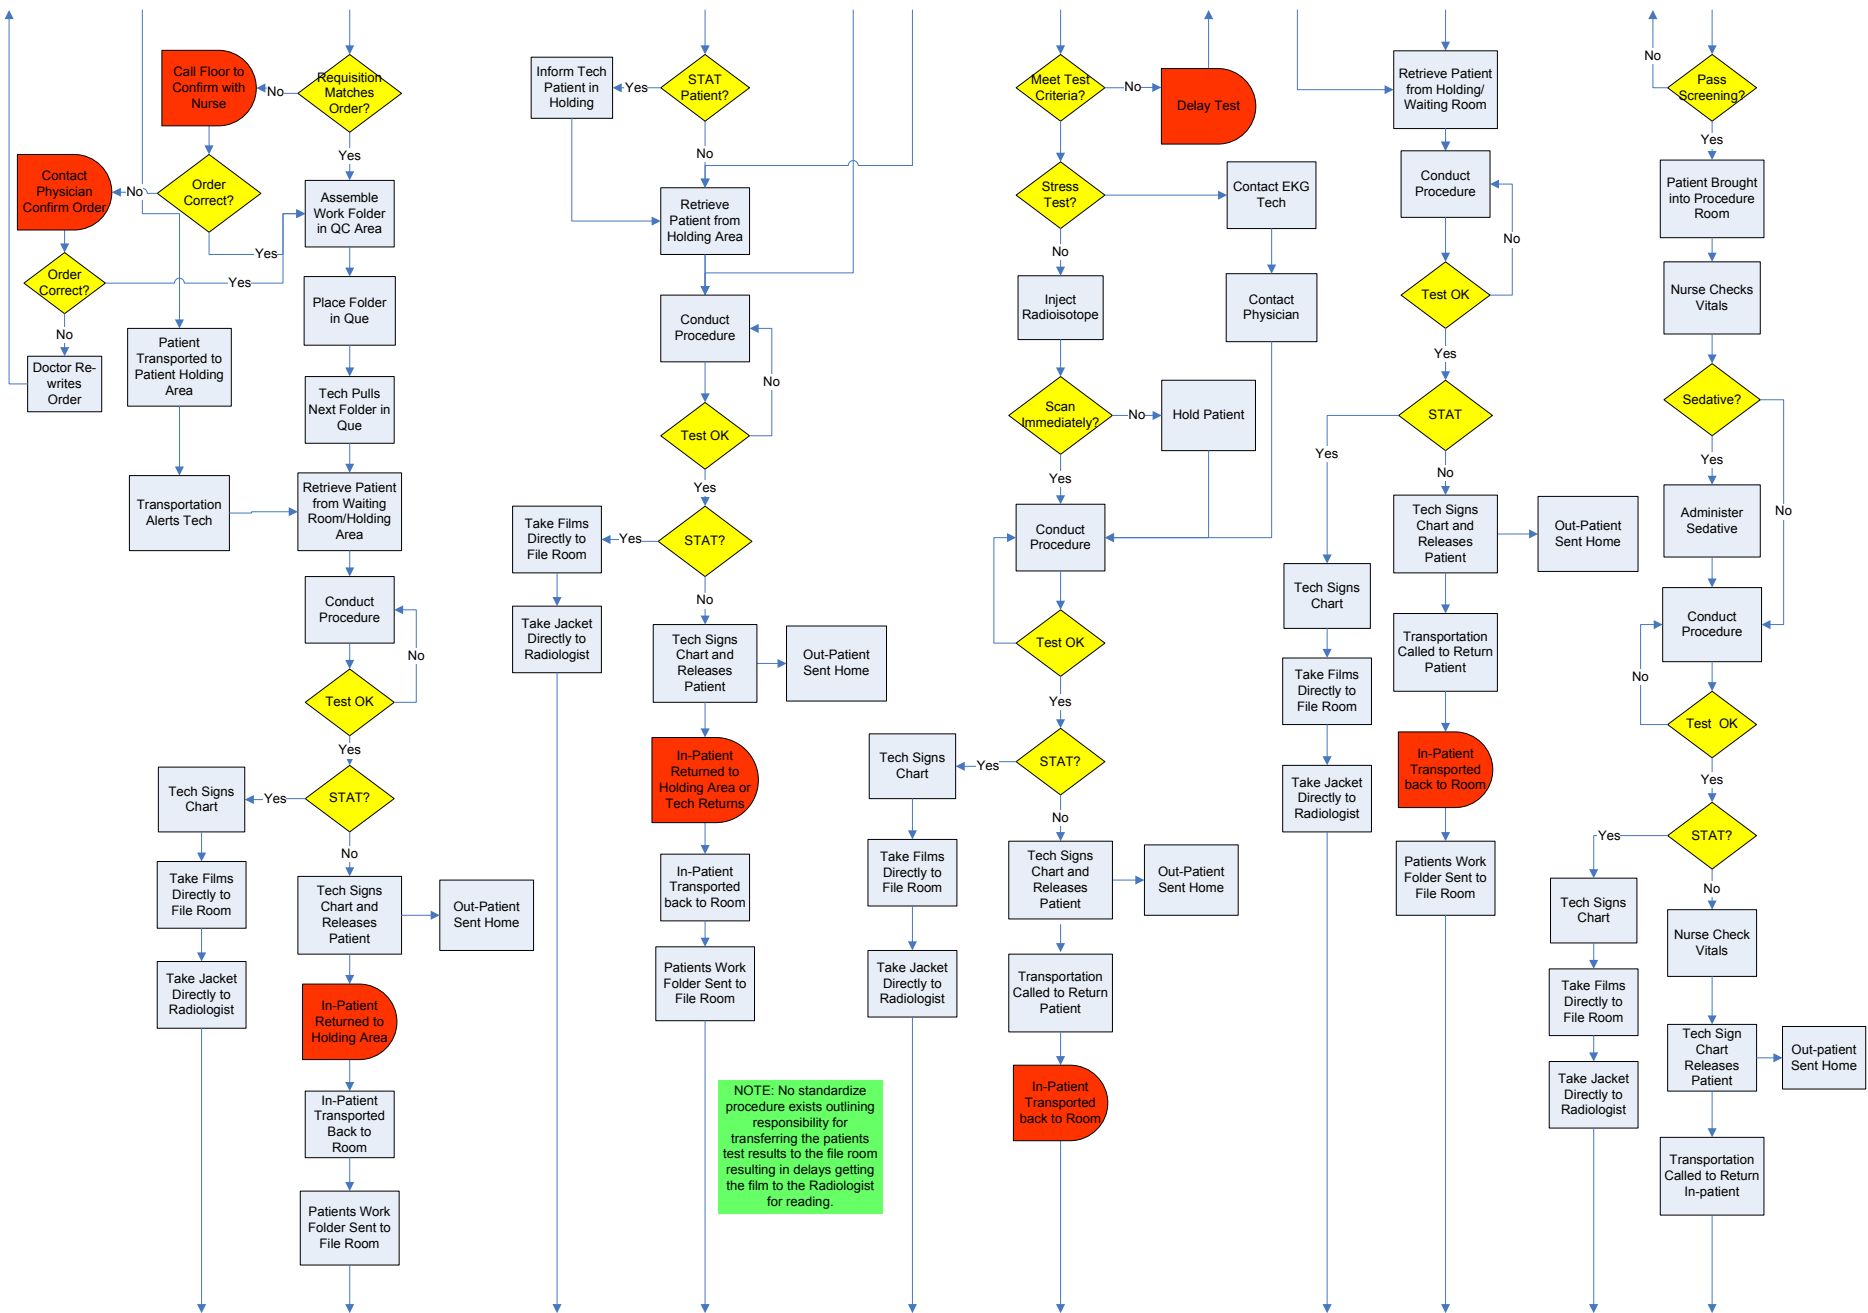 Call Floor to
Confirm with
Nurse
No
Requisition
Matches
Order?
Yes
Contact
Physician
Confirm Order
No
Order
Correct?
Yes
Assemble
Work Folder
in QC Area
Order
Correct?
Yes
No
Doctor Re-
writes
Order
Patient
Transported to
Patient Holding
Area
Transportation
Alerts Tech
Place Folder
in Que
Tech Pulls
Next Folder in
Que
Retrieve Patient
from Waiting
Room/Holding
Area
Conduct
Procedure
No
Test OK
Yes
STAT?
Yes
Tech Signs
Chart
Take Films
Directly to
File Room
Take Jacket
Directly to
Radiologist
No
Tech Signs
Chart and
Releases
Patient
Out-Patient
Sent Home
In-Patient
Returned to
Holding Area
In-Patient
Transported
Back to
Room
Patients Work
Folder Sent to
File Room
Inform Tech
Patient in
Holding
Yes
STAT
Patient?
No
Retrieve
Patient from
Holding Area
Conduct
Procedure
No
Test OK
Yes
STAT?
Yes
Take Films
Directly to
File Room
Take Jacket
Directly to
Radiologist
No
Tech Signs
Chart and
Releases
Patient
Out-Patient
Sent Home
In-Patient
Returned to
Holding Area or
Tech Returns
In-Patient
Transported
back to Room
Patients Work
Folder Sent to
File Room
NOTE: No standardize
procedure exists outlining
responsibility for
transferring the patients
test results to the file room
resulting in delays getting
the film to the Radiologist
for reading.
Meet Test
Criteria?
No
Delay Test
Stress
Test?
Contact EKG
Tech
Contact
Physician
No
Inject
Radioisotope
Scan
Immediately?
No
Hold Patient
Yes
Conduct
Procedure
Test OK
Yes
STAT?
Yes
Tech Signs
Chart
Take Films
Directly to
File Room
Take Jacket
Directly to
Radiologist
No
Tech Signs
Chart and
Releases
Patient
Out-Patient
Sent Home
Transportation
Called to Return
Patient
In-Patient
Transported
back to Room
Retrieve Patient
from Holding/
Waiting Room
Conduct
Procedure
No
Test OK
Yes
STAT
Yes
Tech Signs
Chart
Take Films
Directly to
File Room
Take Jacket
Directly to
Radiologist
No
Tech Signs
Chart and
Releases
Patient
Out-Patient
Sent Home
Transportation
Called to Return
Patient
In-Patient
Transported
back to Room
Patients Work
Folder Sent to
File Room
No
Pass
Screening?
Yes
Patient Brought
into Procedure
Room
Nurse Checks
Vitals
Sedative?
Yes
No
Administer
Sedative
Conduct
Procedure
No
Test OK
Yes
STAT?
Yes
Tech Signs
Chart
Take Films
Directly to
File Room
Take Jacket
Directly to
Radiologist
No
Nurse Check
Vitals
Tech Sign
Chart
Releases
Patient
Out-patient
Sent Home
Transportation
Called to Return
In-patient